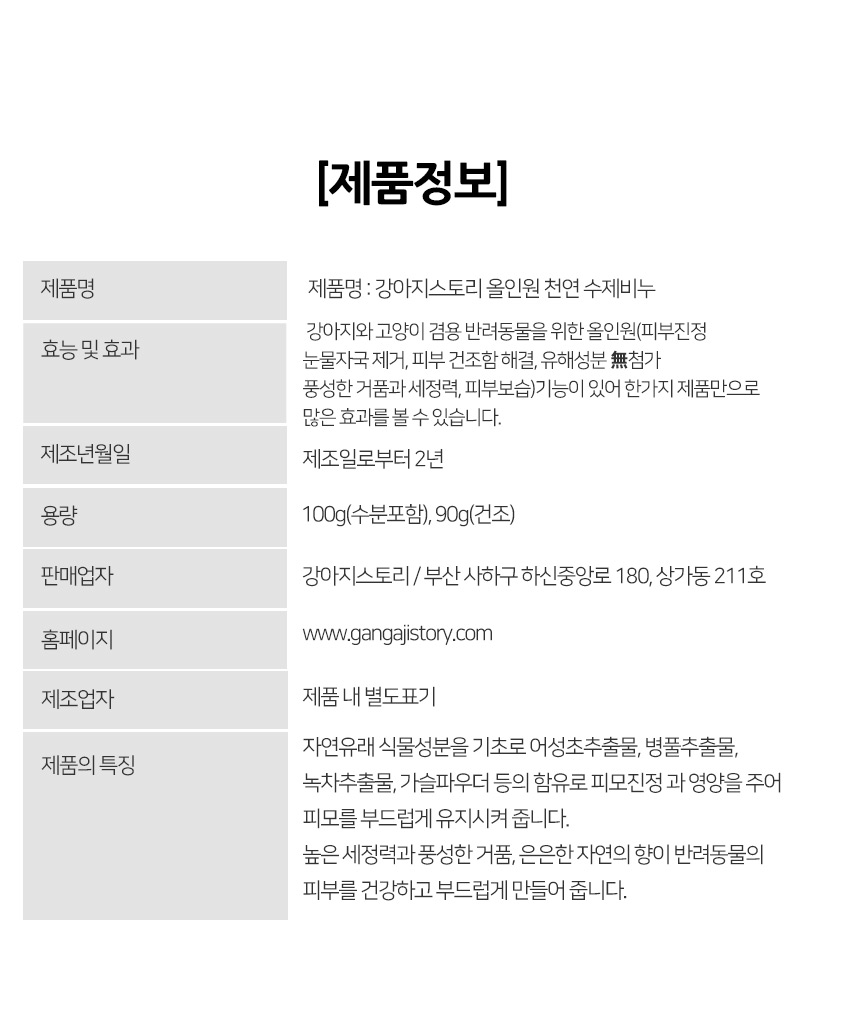 [제품정보]
제품명
제품명 : 강아지스토리 올인원 천연 수제비누
효능 및 효과
강아지와 고양이 겸용 반려동물을 위한 올인원(피부진정
눈물자국 제거, 피부 건조함 해결, 유해성분 無첨가
풍성한 거품과 세정력, 피부보습)기능이 있어 한가지 제품만으로
많은 효과를 볼 수 있습니다.
제조년월일
제조일로부터 2년
용량
100g(수분포함), 90g(건조)
판매업자
강아지스토리 / 부산 사하구 하신중앙로 180, 상가동 211호
홈페이지
www.gangajistory.com
제조업자
제품 내 별도표기
제품의 특징
자연유래 식물성분을 기초로 어성초추출물, 병풀추출물,
녹차추출물, 가슬파우더 등의 함유로 피모진정 과 영양을 주어
피모를 부드럽게 유지시켜 줍니다.
높은 세정력과 풍성한 거품, 은은한 자연의 향이 반려동물의
피부를 건강하고 부드럽게 만들어 줍니다.